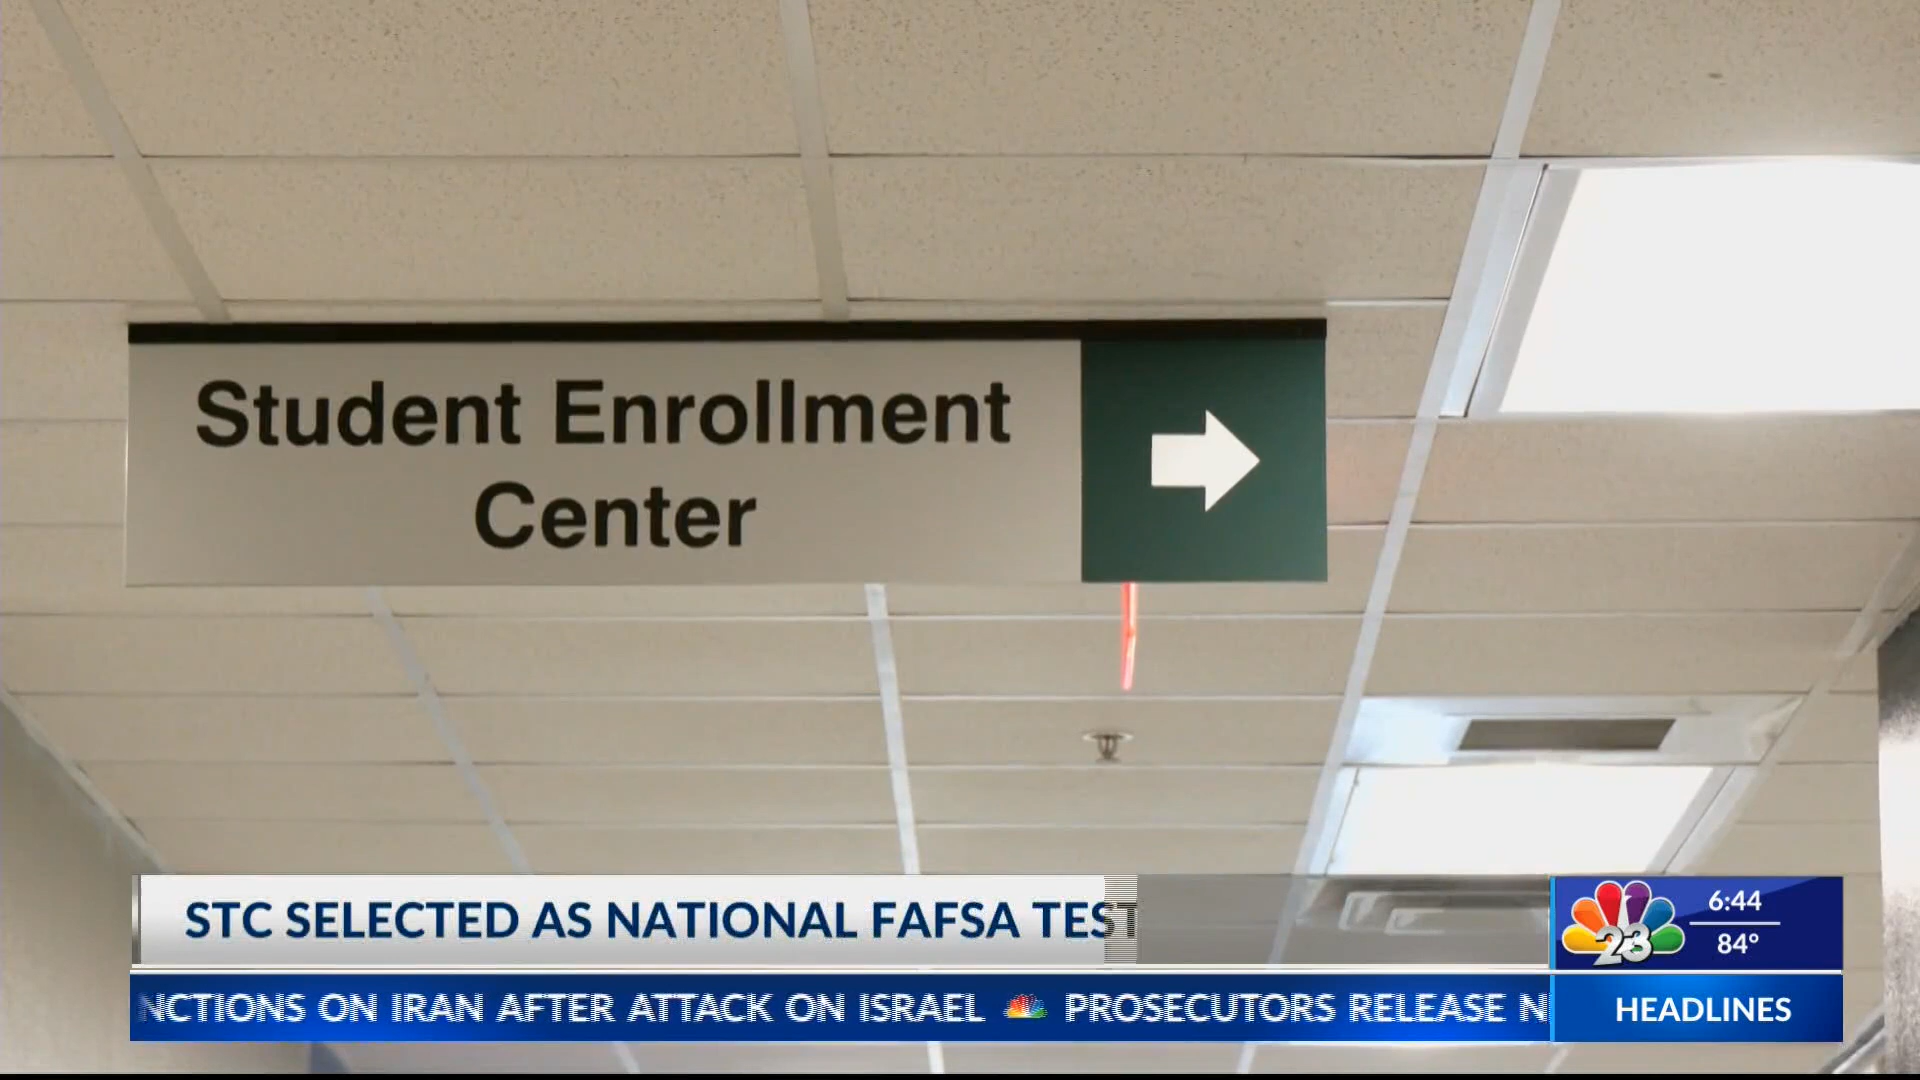 Student Enrollment
Center
STC SELECTED AS NATIONAL FAFSA TEST
23
6:44
84°
NCTIONS ON IRAN AFTER ATTACK ON ISRAEL PROSECUTORS RELEASE N
HEADLINES